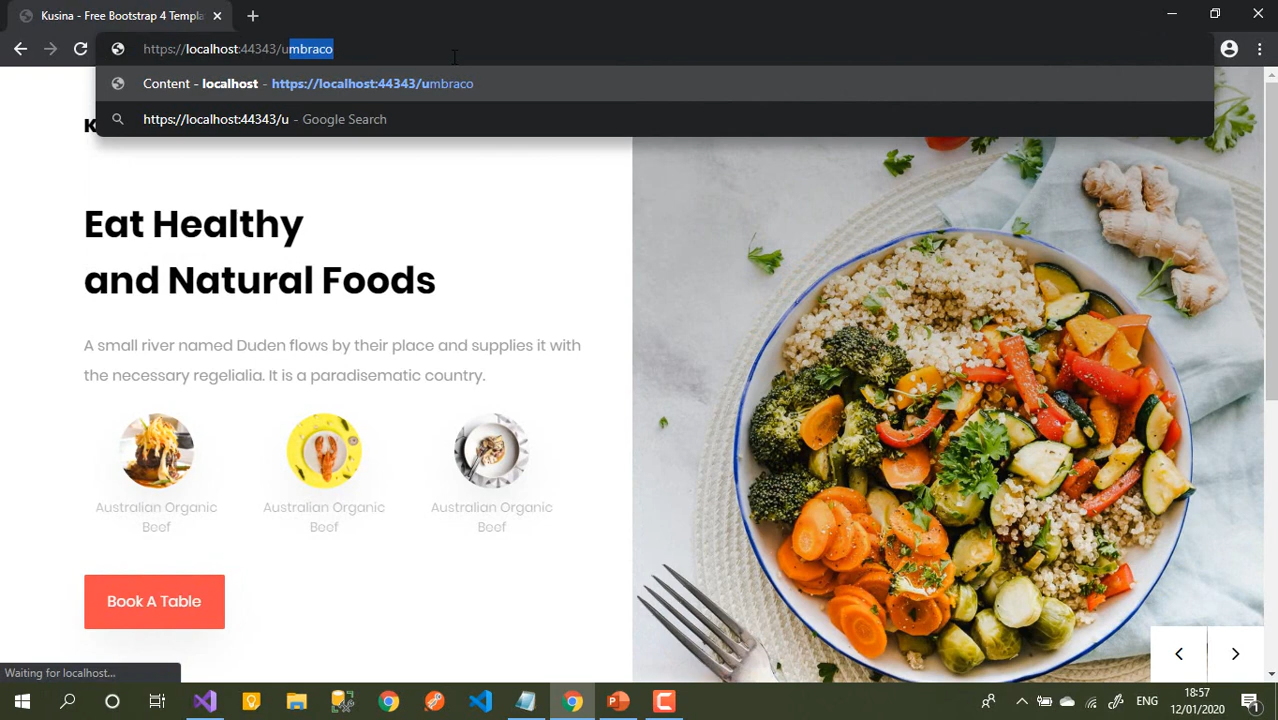 Kusina - Free Bootstrap 4 Templa
https://localhost:44343/umbraco
Content - localhost - https://localhost:44343/umbraco
https://localhost:44343/u - Google Search
K
Eat Healthy
and Natural Foods
A small river named Duden flows by their place and supplies it with
the necessary regelialia. It is a paradisematic country.
Australian Organic
Beef
Australian Organic
Beef
Australian Organic
Beef
Book A Table
Waiting for localhost...
ENG
18:57
12/01/2020
1